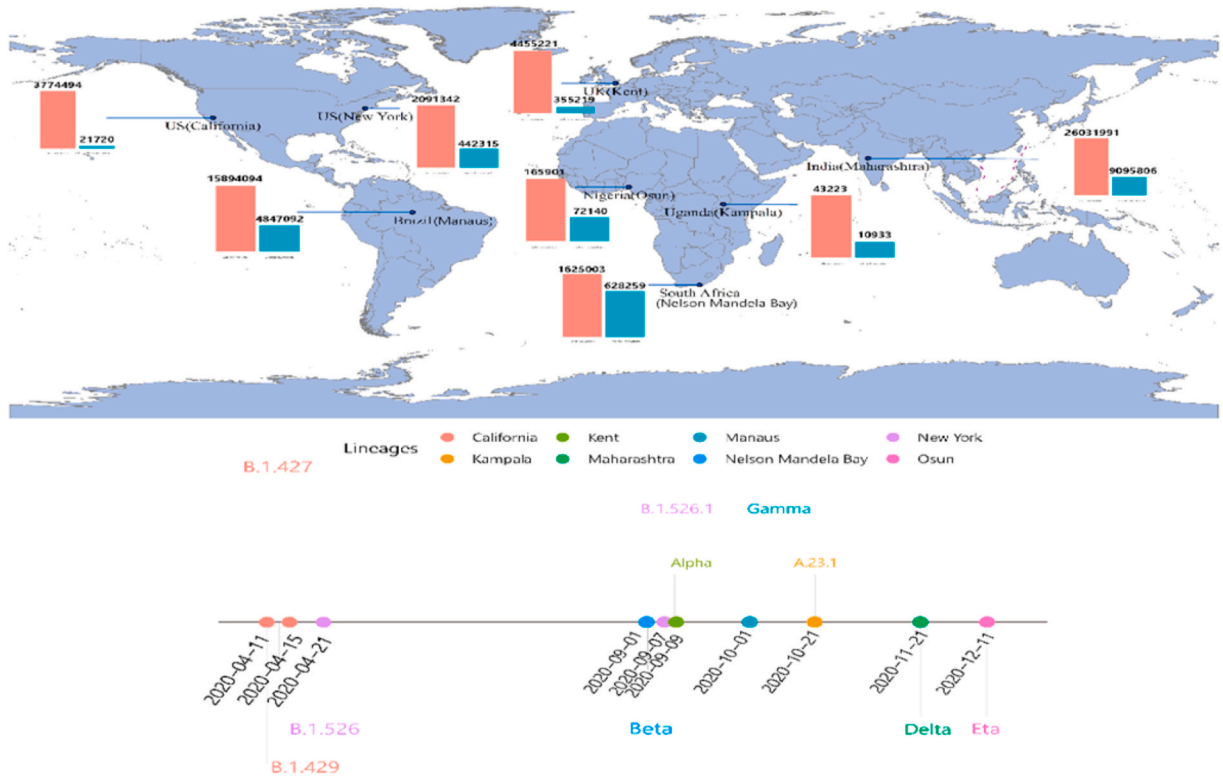 4455221
355219
UK(Kent)
3774494
21720
US(California)
US(New York)
2091342
442315
26031991
9095806
India(Maharashtra)
15894094
4847092
Brazil(Manaus)
165901
72140
Nigeria(Osun)
Uganda(Kampala)
43223
10933
1625003
628259
South Africa
(Nelson Mandela Bay)
Lineages
California
Kent
Manaus
New York
Kampala
Maharashtra
Nelson Mandela Bay
Osun
B.1.427
B.1.526.1
Gamma
Alpha
A.23.1
2020-04-11
2020-04-15
2020-04-21
2020-09-01
2020-09-07
2020-09-09
2020-10-01
2020-10-21
2020-11-21
2020-12-11
B.1.526
Beta
Delta
Eta
B.1.429